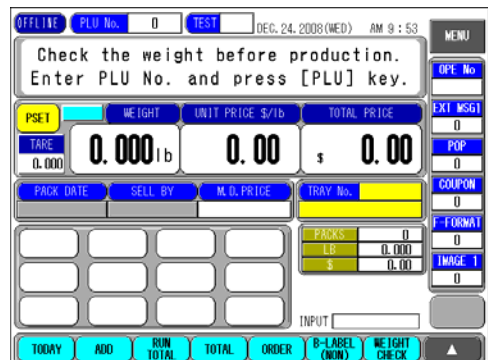 OFFLINE PLU No. 0 TEST DEC. 24. 2008 (WED) AM 9 : 53 MENU
Check the weight before production.
Enter PLU No. and press [PLU] key.
OPE No
PSET WEIGHT UNIT PRICE $/lb TOTAL PRICE
EXT MSG1
0
TARE 0.000 0.000 lb 0.00 $ 0.00
POP
0
PACK DATE SELL BY M.D.PRICE TRAY No.
COUPON
0
F-FORMAT
0
PACKS 0
LB 0.000
$ 0.00
IMAGE 1
0
INPUT
TODAY ADD RUN TOTAL TOTAL ORDER B-LABEL (NON) WEIGHT CHECK ▲